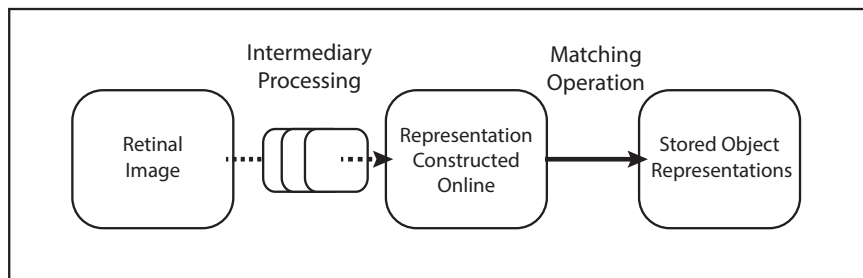 Intermediary
Processing
Matching
Operation
Retinal
Image
Representation
Constructed
Online
Stored Object
Representations